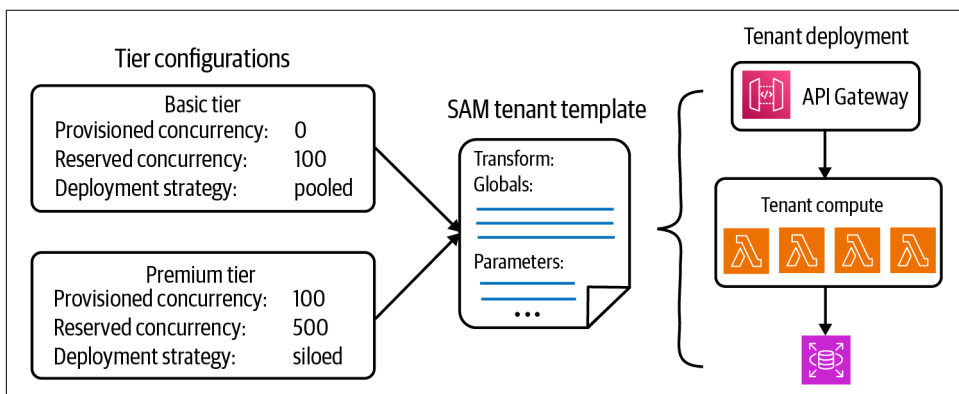 Tier configurations
Basic tier
Provisioned concurrency: 0
Reserved concurrency: 100
Deployment strategy: pooled
Premium tier
Provisioned concurrency: 100
Reserved concurrency: 500
Deployment strategy: siloed
SAM tenant template
Transform:
Globals:
Parameters:
...
Tenant deployment
API Gateway
Tenant compute